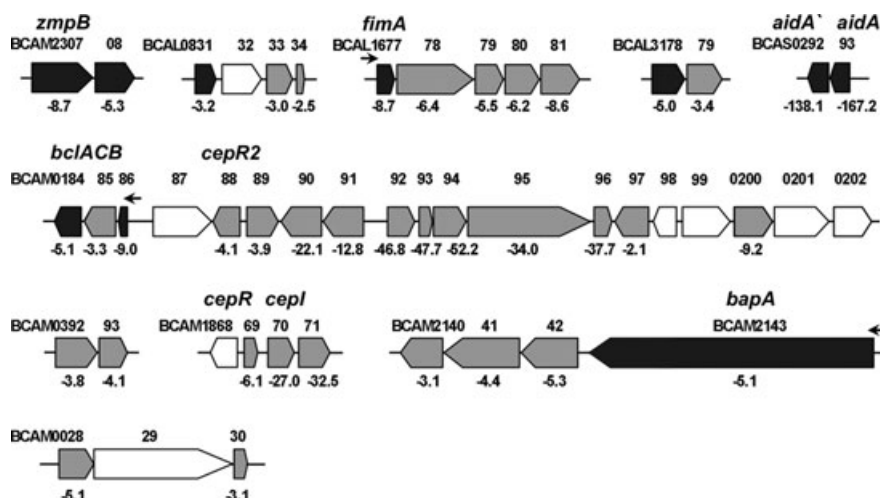 zmpB fimA aidA` aidA
BCAM2307 08 BCAL0831 32 33 34 BCAL1677 78 79 80 81 BCAL3178 79 BCAS0292 93
-8.7 -5.3 -3.2 -3.0 -2.5 -8.7 -6.4 -5.5 -6.2 -8.6 -5.0 -3.4 -138.1 -167.2
bclACB cepR2
BCAM0184 85 86 87 88 89 90 91 92 93 94 95 96 97 98 99 0200 0201 0202
-5.1 -3.3 -9.0 -4.1 -3.9 -22.1 -12.8 -46.8 -47.7 -52.2 -34.0 -37.7 -2.1 -9.2
cepR cepI bapA
BCAM0392 93 BCAM1868 69 70 71 BCAM2140 41 42 BCAM2143
-3.8 -4.1 -6.1 -27.0 -32.5 -3.1 -4.4 -5.3 -5.1
BCAM0028 29 30
-5.1 -3.1